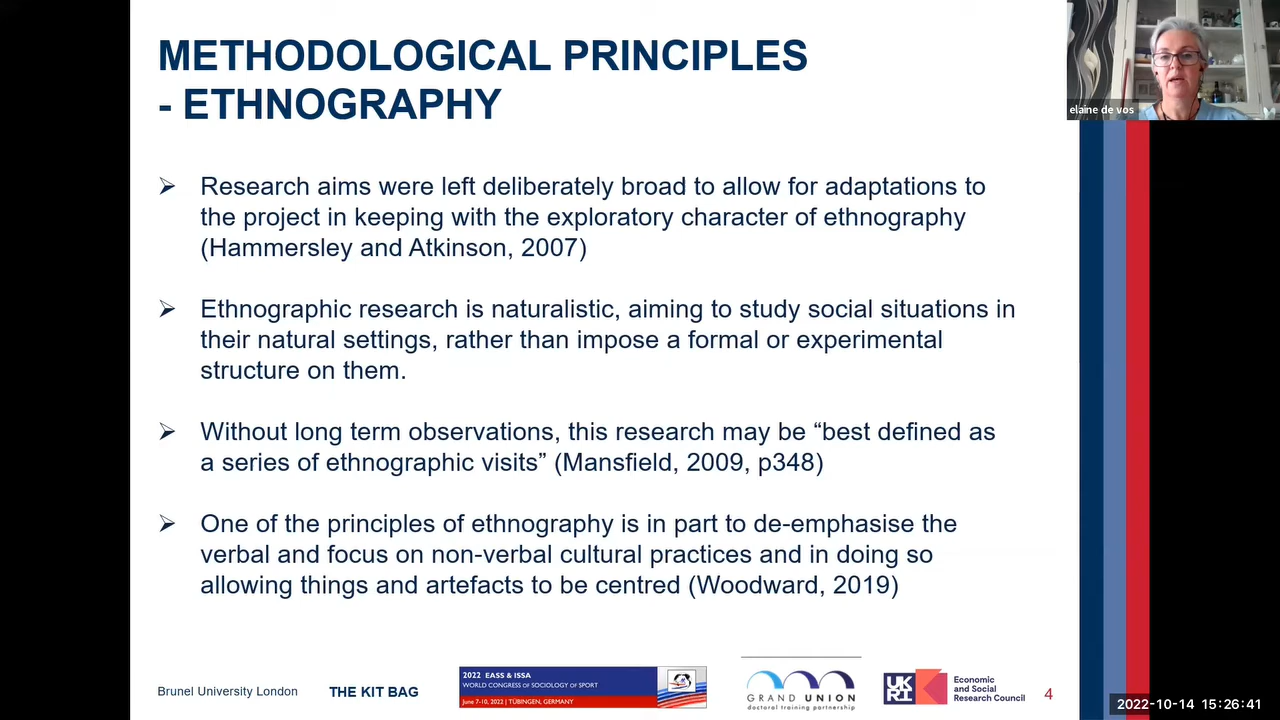 METHODOLOGICAL PRINCIPLES
- ETHNOGRAPHY
elaine de vos
➢ Research aims were left deliberately broad to allow for adaptations to
the project in keeping with the exploratory character of ethnography
(Hammersley and Atkinson, 2007)
➢ Ethnographic research is naturalistic, aiming to study social situations in
their natural settings, rather than impose a formal or experimental
structure on them.
➢ Without long term observations, this research may be “best defined as
a series of ethnographic visits” (Mansfield, 2009, p348)
➢ One of the principles of ethnography is in part to de-emphasise the
verbal and focus on non-verbal cultural practices and in doing so
allowing things and artefacts to be centred (Woodward, 2019)
Brunel University London
THE KIT BAG
2022 EASS & ISSA
WORLD CONGRESS OF SOCIOLOGY OF SPORT
June 7-10, 2022 | TÜBINGEN, GERMANY
GRAND UNION
doctoral training partnership
UKRI
Economic
and Social
Research Council
4
2022-10-14 15:26:41